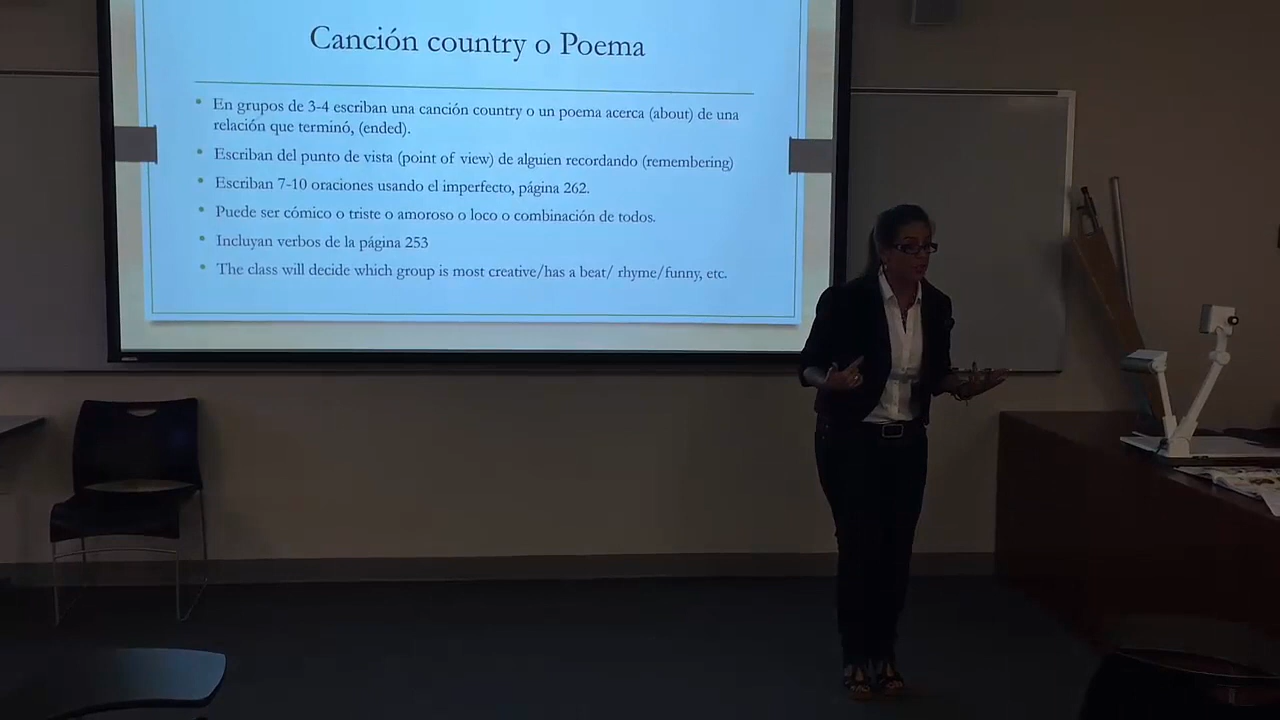 Canción country o Poema
En grupos de 3-4 escriban una canción country o un poema acerca (about) de una
relación que terminó, (ended).
Escriban del punto de vista (point of view) de alguien recordando (remembering)
Escriban 7-10 oraciones usando el imperfecto, página 262.
Puede ser cómico o triste o amoroso o loco o combinación de todos.
Incluyan verbos de la página 253
The class will decide which group is most creative/has a beat/ rhyme/funny, etc.